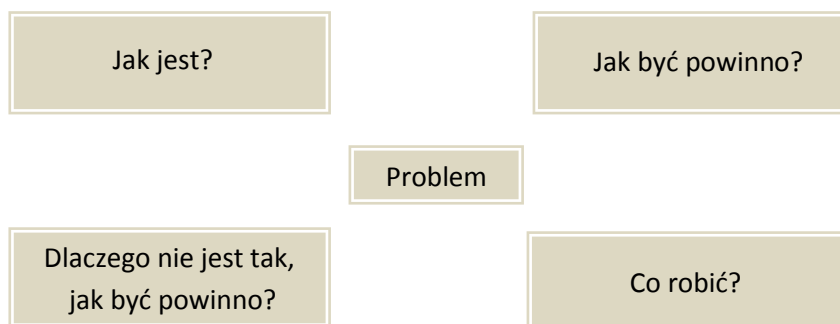 Jak jest?
Jak być powinno?
Problem
Dlaczego nie jest tak,
jak być powinno?
Co robić?